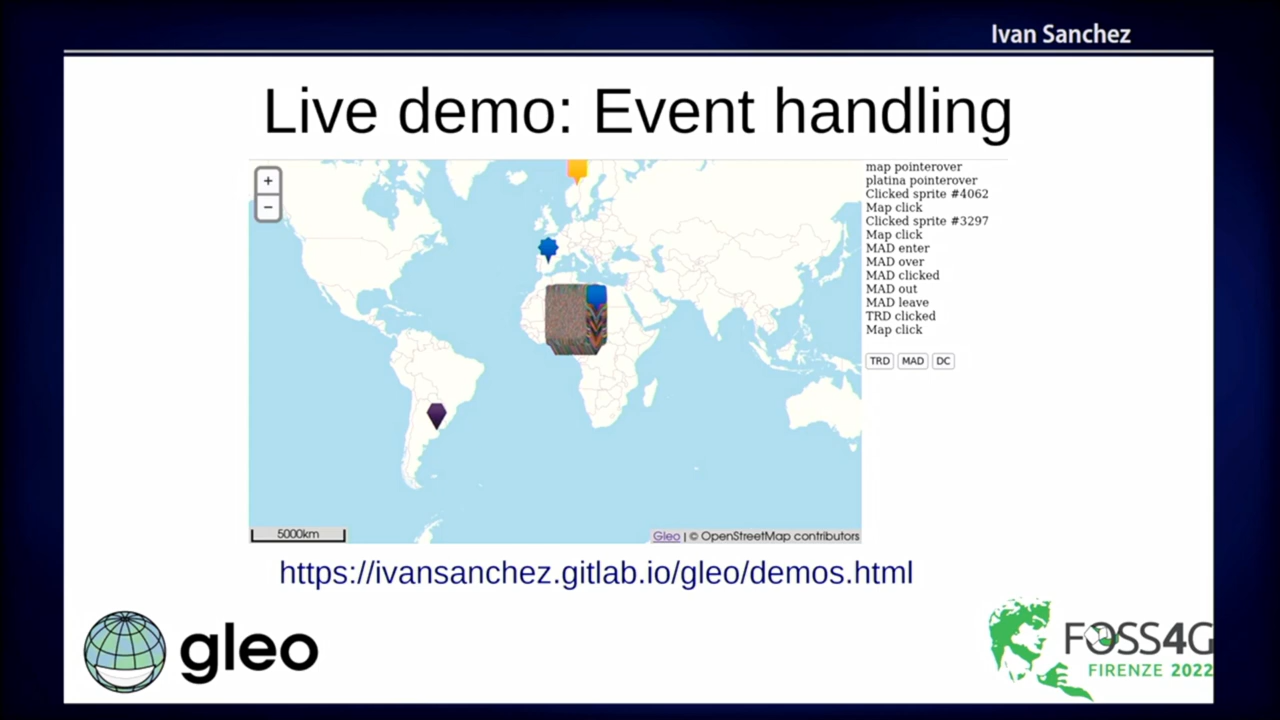 Ivan Sanchez
Live demo: Event handling
+
−
map pointerover
platina pointerover
Clicked sprite #4062
Map click
Clicked sprite #3297
Map click
MAD enter
MAD over
MAD clicked
MAD out
MAD leave
TRD clicked
Map click
TRD MAD DC
5000km
Gleo | © OpenStreetMap contributors
https://ivansanchez.gitlab.io/gleo/demos.html
gleo
FOSS4G
FIRENZE 2022